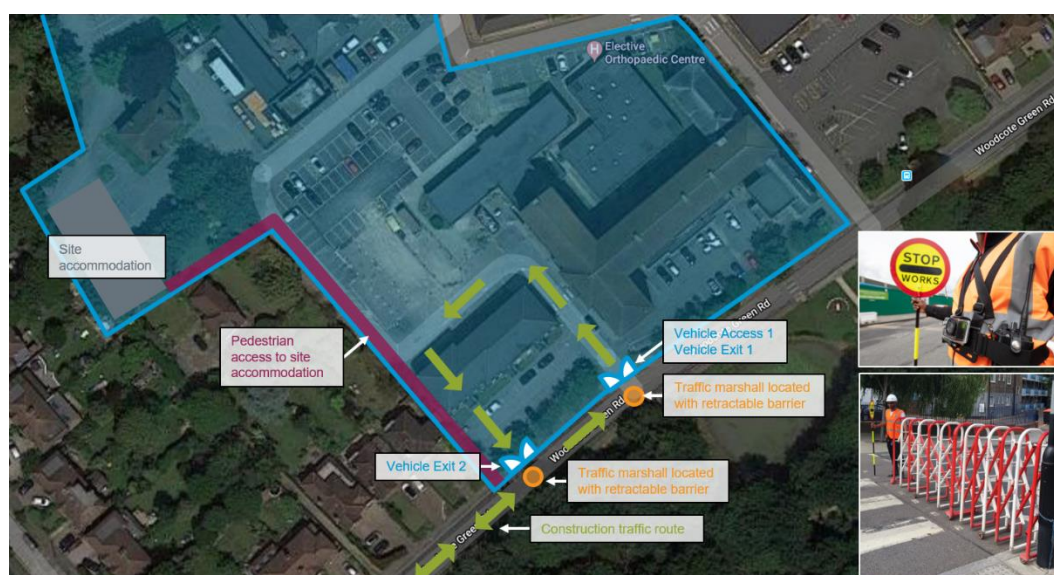 Elective
Orthopaedic Centre
H
Woodcote Green Rd
Site
accommodation
Pedestrian
access to site
accommodation
Vehicle Access 1
Vehicle Exit 1
Traffic marshall located
with retractable barrier
Vehicle Exit 2
Traffic marshall located
with retractable barrier
Construction traffic route
STOP
WORKS